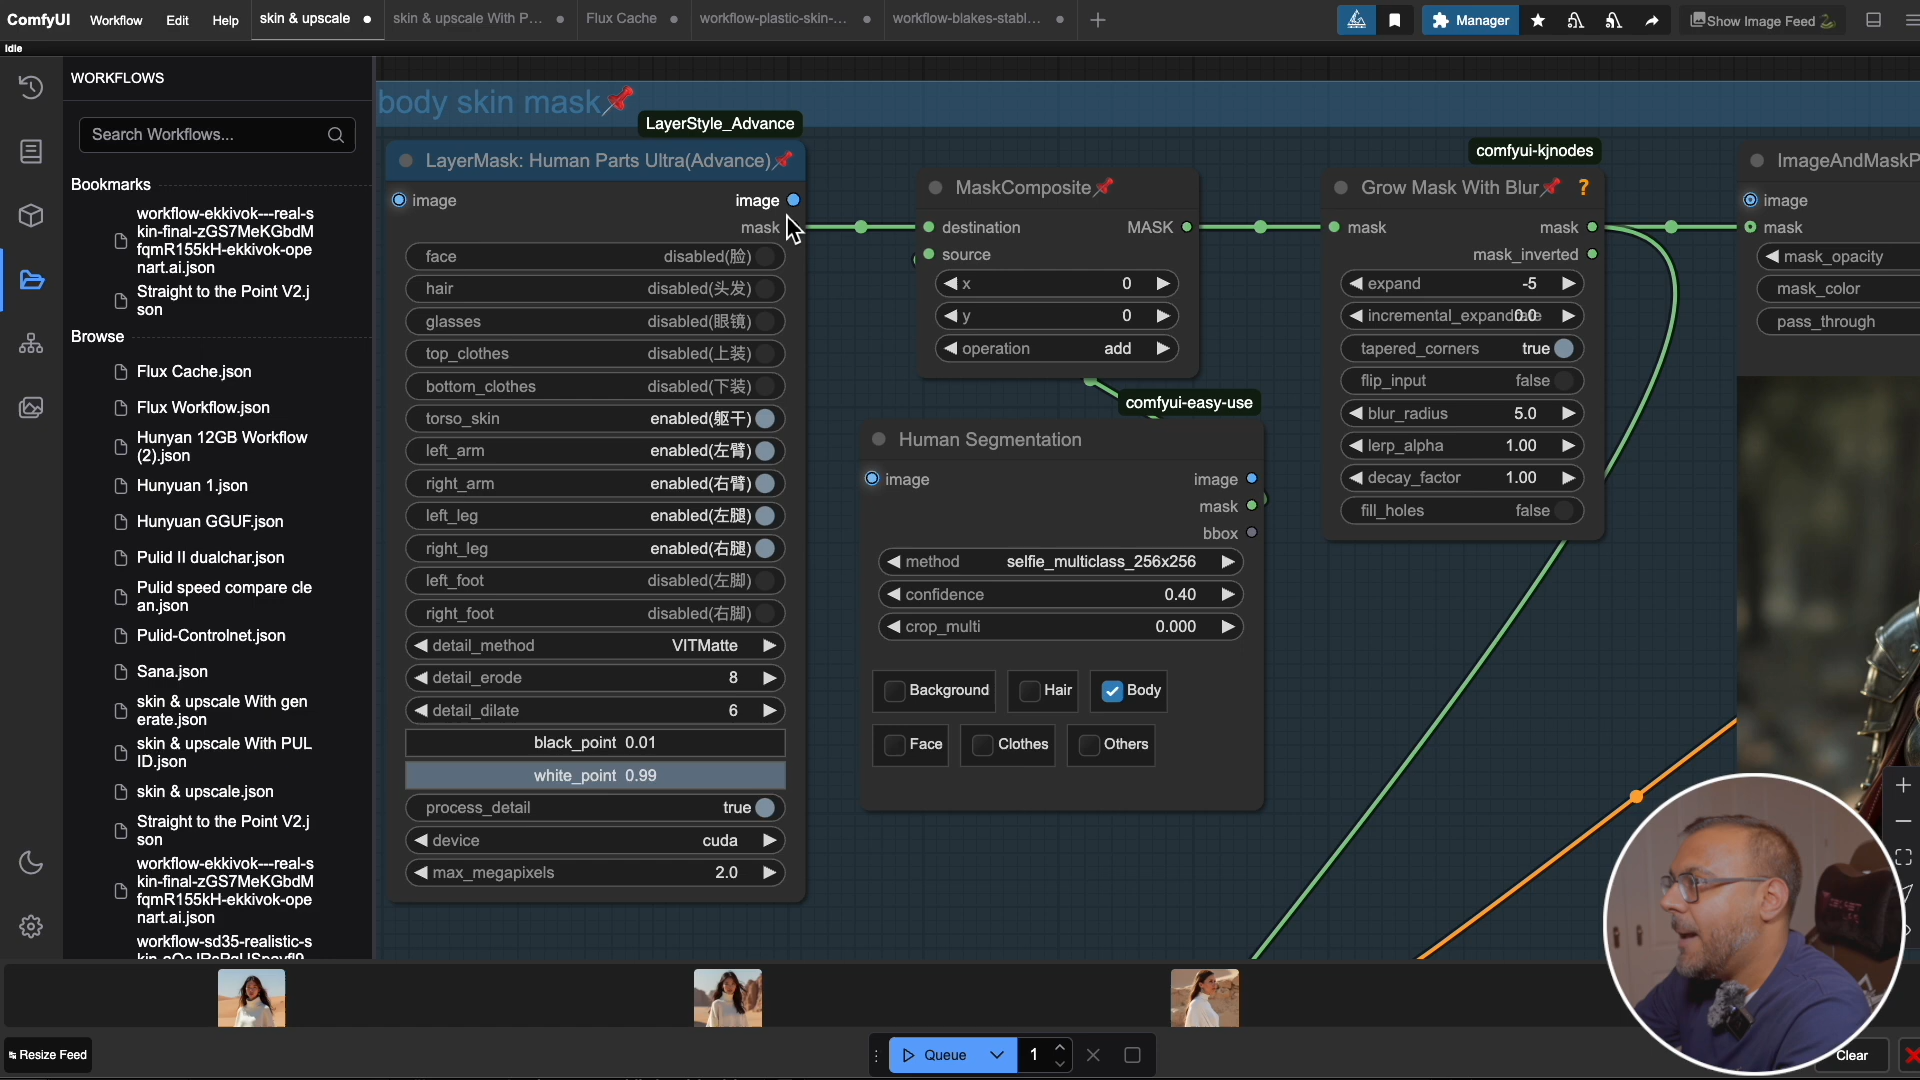 ComfyUI Workflow Edit Help skin & upscale skin & upscale With P... Flux Cache workflow-plastic-skin-... workflow-blakes-stabl... Manager Show Image Feed
Idle
WORKFLOWS
Search Workflows...
Bookmarks
workflow-ekkivok---real-s
kin-final-zGS7MeKGbdM
fqmR155kH-ekkivok-ope
nart.ai.json
Straight to the Point V2.j
son
Browse
Flux Cache.json
Flux Workflow.json
Hunyan 12GB Workflow
(2).json
Hunyuan 1.json
Hunyuan GGUF.json
Pulid II dualchar.json
Pulid speed compare cle
an.json
Pulid-Controlnet.json
Sana.json
skin & upscale With gen
erate.json
skin & upscale With PUL
ID.json
skin & upscale.json
Straight to the Point V2.j
son
workflow-ekkivok---real-s
kin-final-zGS7MeKGbdM
fqmR155kH-ekkivok-ope
nart.ai.json
workflow-sd35-realistic-s
body skin mask
LayerStyle_Advance
LayerMask: Human Parts Ultra(Advance)
image image
mask
face disabled(脸)
hair disabled(头发)
glasses disabled(眼镜)
top_clothes disabled(上装)
bottom_clothes disabled(下装)
torso_skin enabled(躯干)
left_arm enabled(左臂)
right_arm enabled(右臂)
left_leg enabled(左腿)
right_leg enabled(右腿)
left_foot disabled(左脚)
right_foot disabled(右脚)
detail_method VITMatte
detail_erode 8
detail_dilate 6
black_point 0.01
white_point 0.99
process_detail true
device cuda
max_megapixels 2.0
MaskComposite
destination MASK
source
x 0
y 0
operation add
comfyui-easy-use
Human Segmentation
image image
mask
bbox
method selfie_multiclass_256x256
confidence 0.40
crop_multi 0.000
Background Hair Body
Face Clothes Others
comfyui-kjnodes
Grow Mask With Blur ?
mask mask
mask_inverted
expand -5
incremental_expandrate 0.0
tapered_corners true
flip_input false
blur_radius 5.0
lerp_alpha 1.00
decay_factor 1.00
fill_holes false
ImageAndMaskP
image
mask
mask_opacity
mask_color
pass_through
Resize Feed
Queue 1
Clear